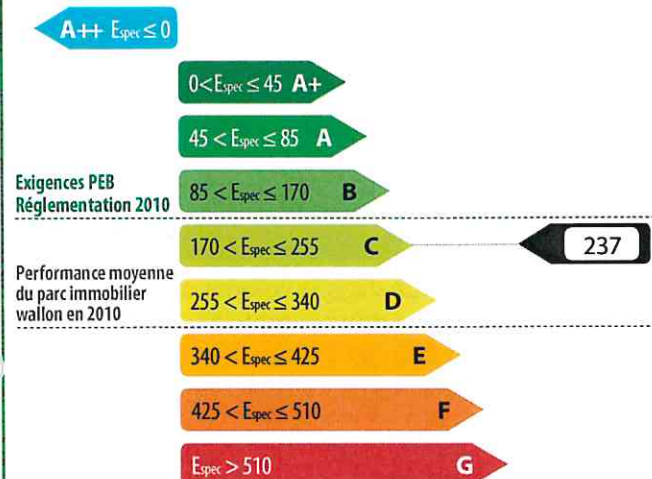 A++ Espec ≤ 0
0<Espec ≤ 45 A+
45 < Espec ≤ 85 A
Exigences PEB
Réglementation 2010
85 < Espec ≤ 170 B
170 < Espec ≤ 255 C
237
Performance moyenne
du parc immobilier
wallon en 2010
255 < Espec ≤ 340 D
340 < Espec ≤ 425 E
425 < Espec ≤ 510 F
Espec > 510 G